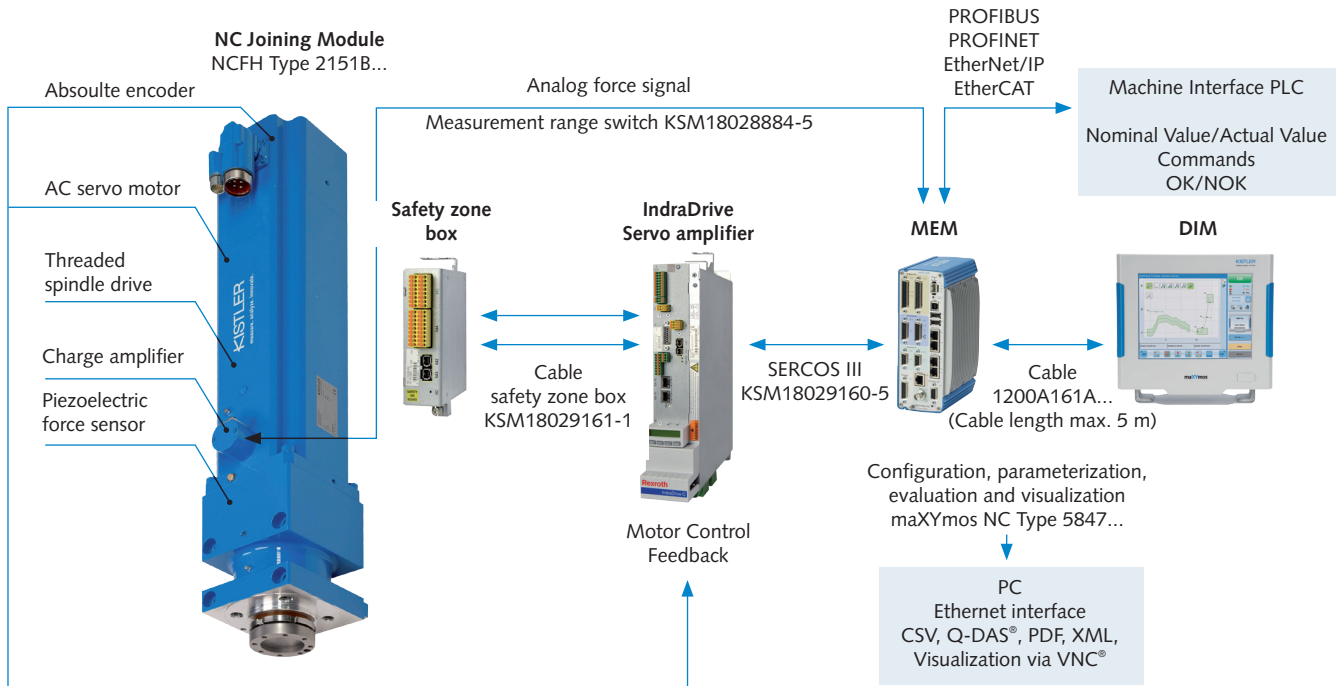 NC Joining Module
NCFH Type 2151B...
Absoulte encoder
AC servo motor
Threaded
spindle drive
Charge amplifier
Piezoelectric
force sensor
KISTLER
measure. analyze. innovate.
Analog force signal
Measurement range switch KSM18028884-5
PROFIBUS
PROFINET
EtherNet/IP
EtherCAT
Machine Interface PLC
Nominal Value/Actual Value
Commands
OK/NOK
Safety zone
box
IndraDrive
Servo amplifier
MEM
DIM
Cable
safety zone box
KSM18029161-1
SERCOS III
KSM18029160-5
Cable
1200A161A...
(Cable length max. 5 m)
KISTLER
maXYmos
Rexroth
IndraDrive C
Motor Control
Feedback
Configuration, parameterization,
evaluation and visualization
maXYmos NC Type 5847...
PC
Ethernet interface
CSV, Q-DAS®, PDF, XML,
Visualization via VNC®